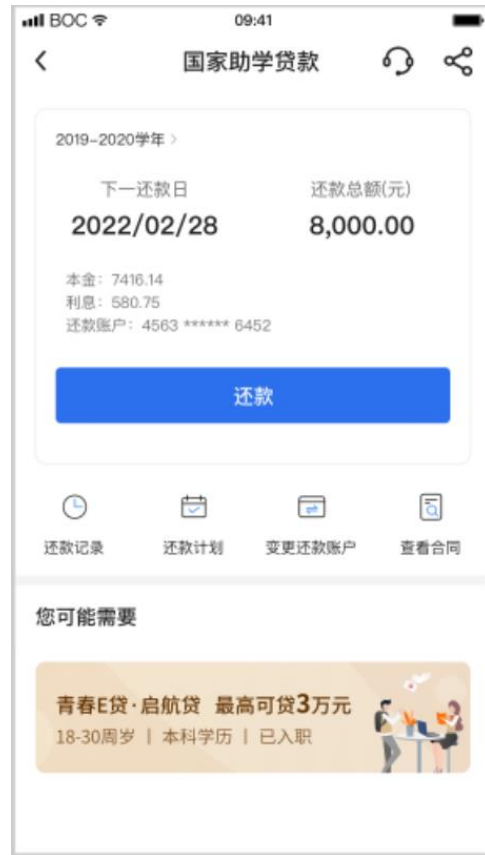 BOC 09:41
国家助学贷款
2019-2020学年
下一还款日 还款总额(元)
2022/02/28 8,000.00
本金：7416.14
利息：580.75
还款账户：4563 ****** 6452
还款
还款记录 还款计划 变更还款账户 查看合同
您可能需要
青春E贷·启航贷 最高可贷3万元
18-30周岁 | 本科学历 | 已入职